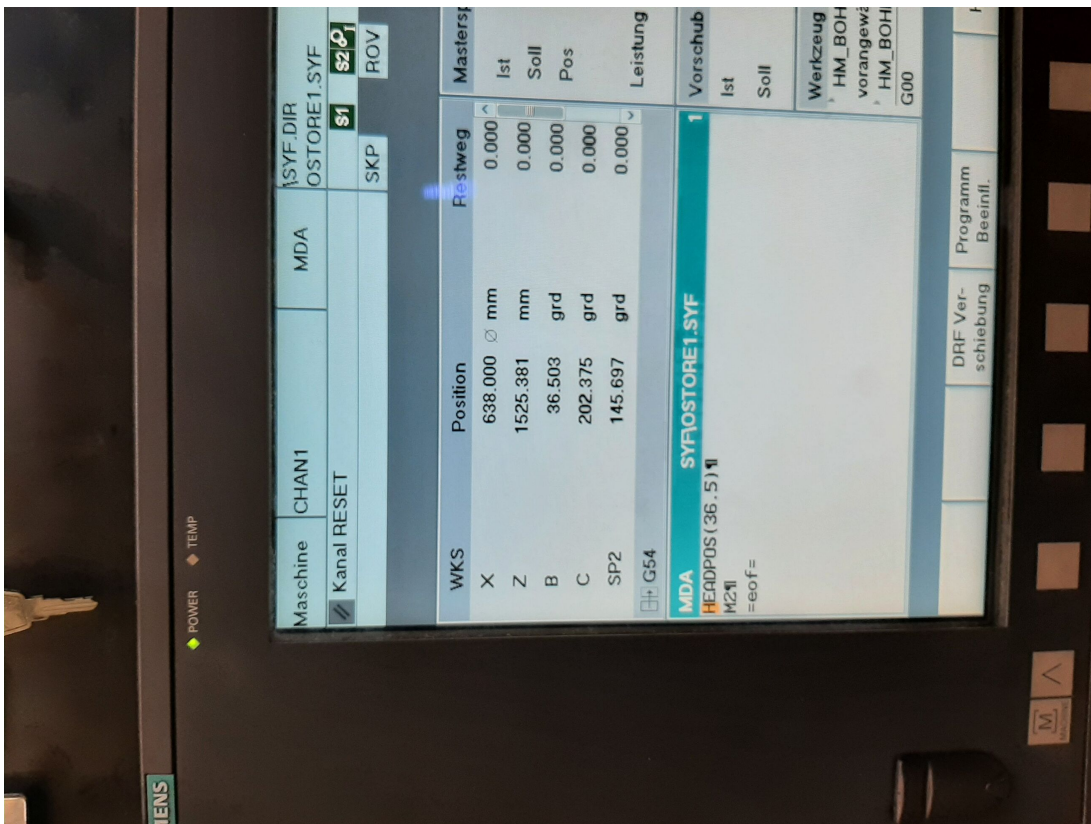 IENS
POWER
TEMP
Maschine CHAN1 MDA \SYF.DIR
OSTORE1.SYF
// Kanal RESET S1 S2
SKP ROV
WKS Position Restweg
X 638.000 ∅ mm 0.000
Z 1525.381 mm 0.000
B 36.503 grd 0.000
C 202.375 grd 0.000
SP2 145.697 grd 0.000
G54
Mastersp
Ist
Soll
Pos
Leistung
MDA SYF\OSTORE1.SYF 1
HEADPOS(36.5)¶
M2¶
=eof=
Vorschub
Ist
Soll
Werkzeug
HM_BOH
vorangewä
HM_BOH
G00
DRF Ver-
schiebung
Programm
Beeinfl.
M
MACHINE